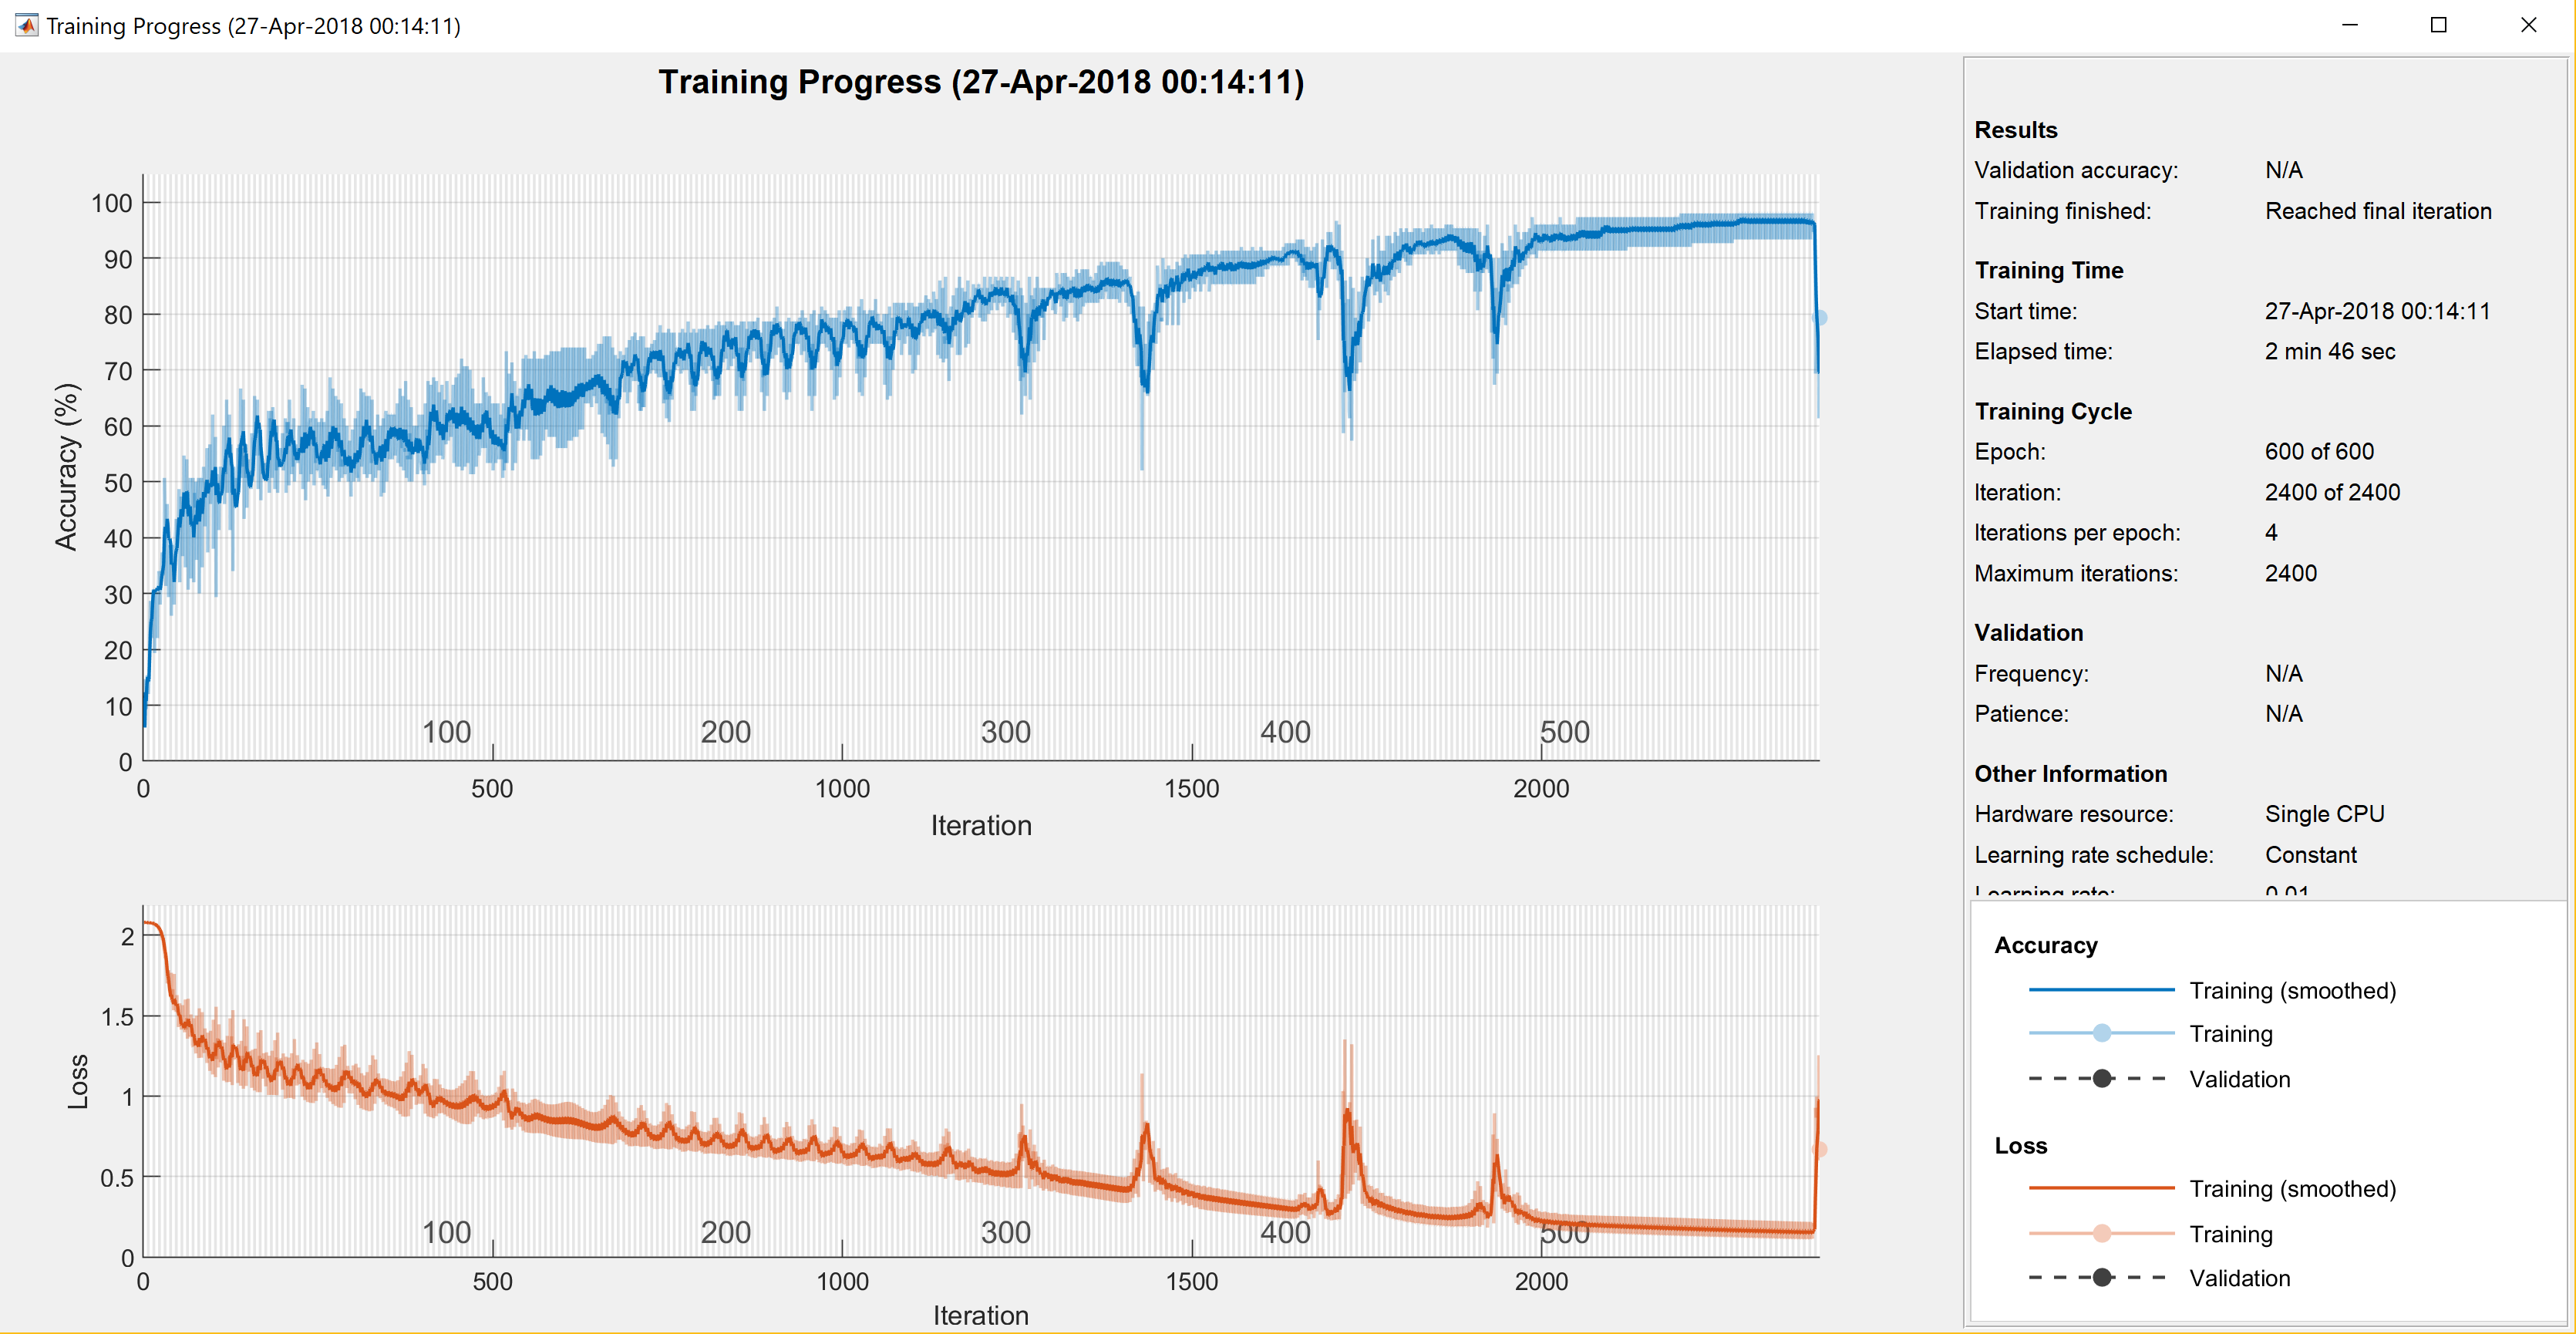 Training Progress (27-Apr-2018 00:14:11)
Training Progress (27-Apr-2018 00:14:11)
100
90
80
70
60
50
40
30
20
10
0
Accuracy (%)
100 200 300 400 500
0 500 1000 1500 2000
Iteration
2
1.5
1
0.5
0
Loss
100 200 300 400 500
0 500 1000 1500 2000
Iteration
Results
Validation accuracy: N/A
Training finished: Reached final iteration
Training Time
Start time: 27-Apr-2018 00:14:11
Elapsed time: 2 min 46 sec
Training Cycle
Epoch: 600 of 600
Iteration: 2400 of 2400
Iterations per epoch: 4
Maximum iterations: 2400
Validation
Frequency: N/A
Patience: N/A
Other Information
Hardware resource: Single CPU
Learning rate schedule: Constant
Learning rate: 0.01
Accuracy
Training (smoothed)
Training
Validation
Loss
Training (smoothed)
Training
Validation